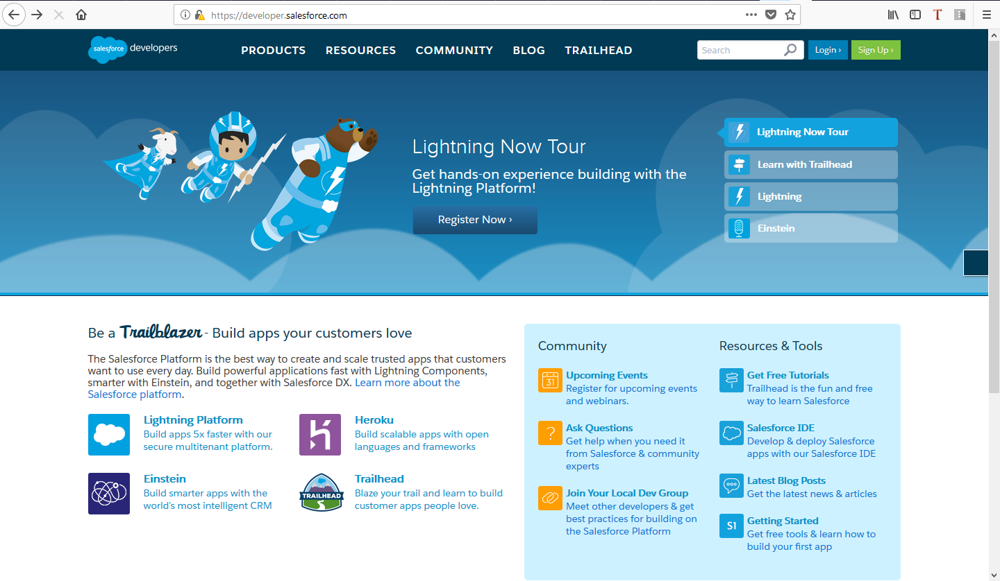 https://developer.salesforce.com
salesforce developers
PRODUCTS RESOURCES COMMUNITY BLOG TRAILHEAD
Search
Login ›
Sign Up ›
Lightning Now Tour
Get hands-on experience building with the
Lightning Platform!
Register Now ›
Lightning Now Tour
Learn with Trailhead
Lightning
Einstein
Be a Trailblazer - Build apps your customers love
The Salesforce Platform is the best way to create and scale trusted apps that customers
want to use every day. Build powerful applications fast with Lightning Components,
smarter with Einstein, and together with Salesforce DX. Learn more about the
Salesforce platform.
Lightning Platform
Build apps 5x faster with our
secure multitenant platform.
Heroku
Build scalable apps with open
languages and frameworks
Einstein
Build smarter apps with the
world's most intelligent CRM
TRAILHEAD
Trailhead
Blaze your trail and learn to build
customer apps people love.
Community
31
Upcoming Events
Register for upcoming events
and webinars.
?
Ask Questions
Get help when you need it
from Salesforce & community
experts
Join Your Local Dev Group
Meet other developers & get
best practices for building on
the Salesforce Platform
Resources & Tools
Get Free Tutorials
Trailhead is the fun and free
way to learn Salesforce
Salesforce IDE
Develop & deploy Salesforce
apps with our Salesforce IDE
Latest Blog Posts
Get the latest news & articles
S1
Getting Started
Get free tools & learn how to
build your first app